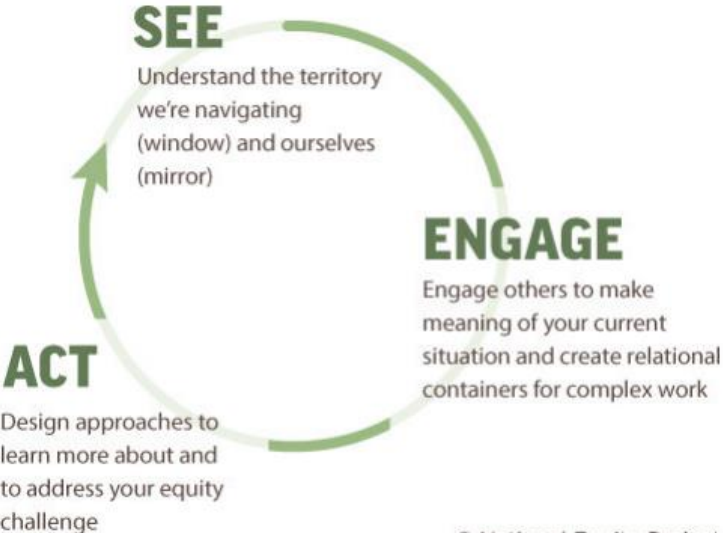 SEE
Understand the territory
we're navigating
(window) and ourselves
(mirror)
ENGAGE
Engage others to make
meaning of your current
situation and create relational
containers for complex work
ACT
Design approaches to
learn more about and
to address your equity
challenge